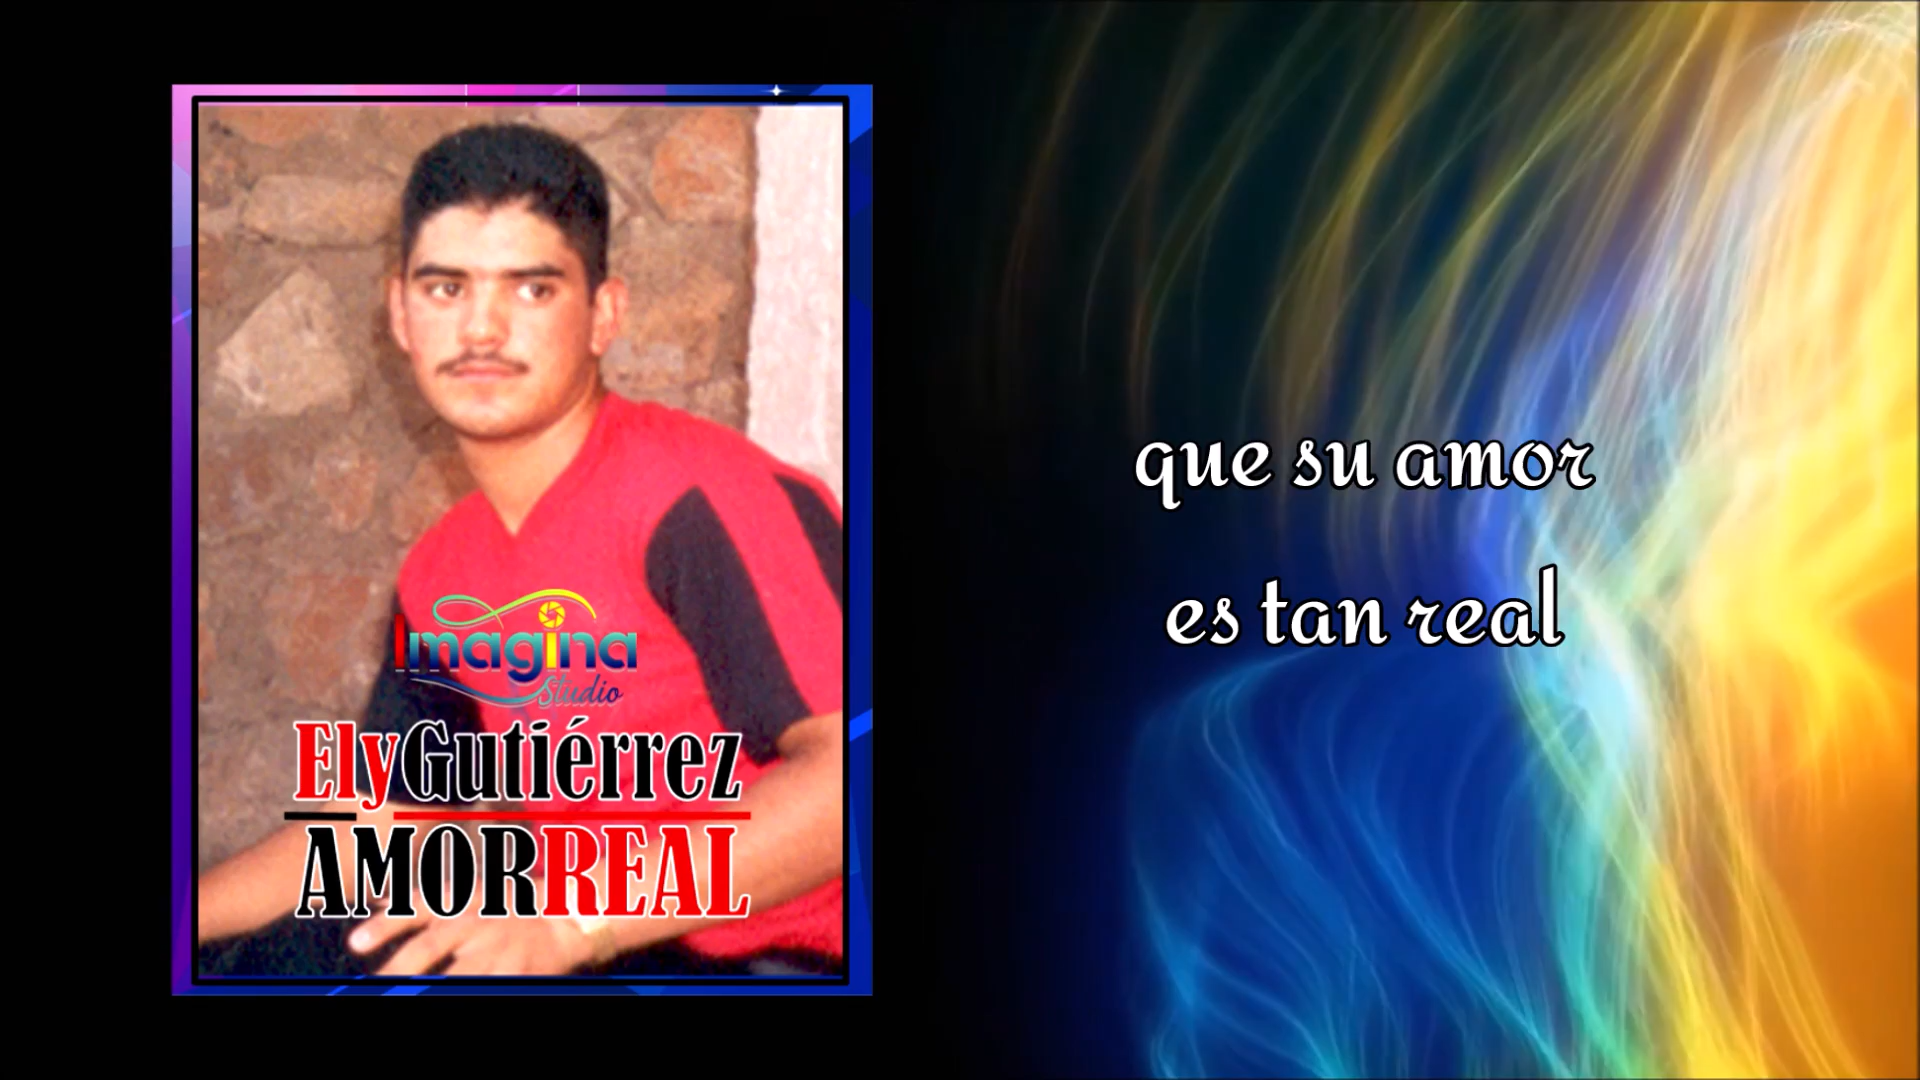 Imagina
Studio
ElyGutiérrez
AMORREAL
que su amor
es tan real